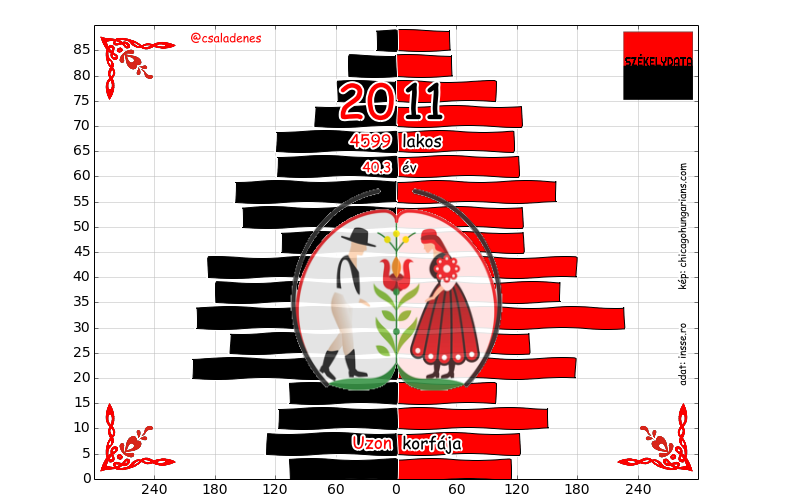 @csaladenes
SZÉKELYDATA
2011
4599 lakos
40.3 év
Uzon korfája
kép: chicagohungarians.com
adat: insse.ro
85
80
75
70
65
60
55
50
45
40
35
30
25
20
15
10
5
0
240 180 120 60 0 60 120 180 240